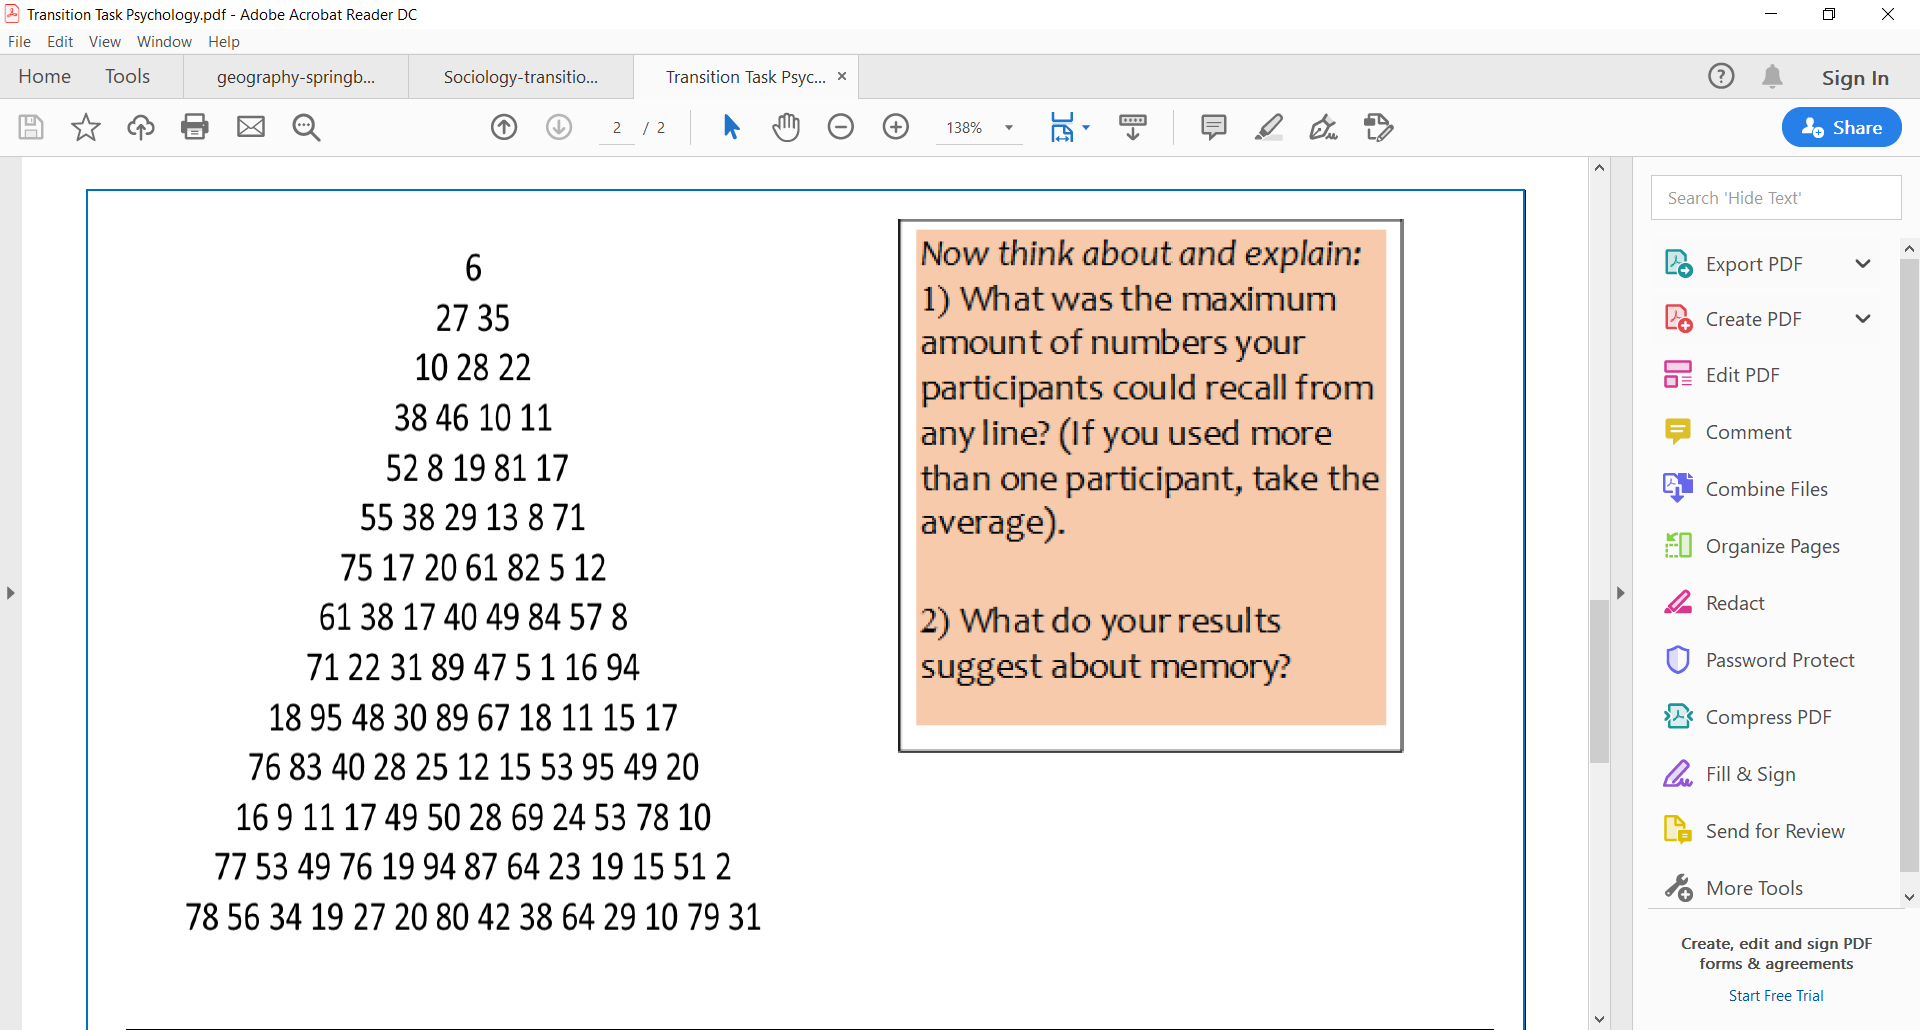 Transition Task Psychology.pdf - Adobe Acrobat Reader DC
File Edit View Window Help
Home Tools geography-springb... Sociology-transitio... Transition Task Psyc... × ? Sign In
2 / 2 138% Share
6
27 35
10 28 22
38 46 10 11
52 8 19 81 17
55 38 29 13 8 71
75 17 20 61 82 5 12
61 38 17 40 49 84 57 8
71 22 31 89 47 5 1 16 94
18 95 48 30 89 67 18 11 15 17
76 83 40 28 25 12 15 53 95 49 20
16 9 11 17 49 50 28 69 24 53 78 10
77 53 49 76 19 94 87 64 23 19 15 51 2
78 56 34 19 27 20 80 42 38 64 29 10 79 31
Now think about and explain:
1) What was the maximum
amount of numbers your
participants could recall from
any line? (If you used more
than one participant, take the
average).
2) What do your results
suggest about memory?
Search 'Hide Text'
Export PDF
Create PDF
Edit PDF
Comment
Combine Files
Organize Pages
Redact
Password Protect
Compress PDF
Fill & Sign
Send for Review
More Tools
Create, edit and sign PDF
forms & agreements
Start Free Trial